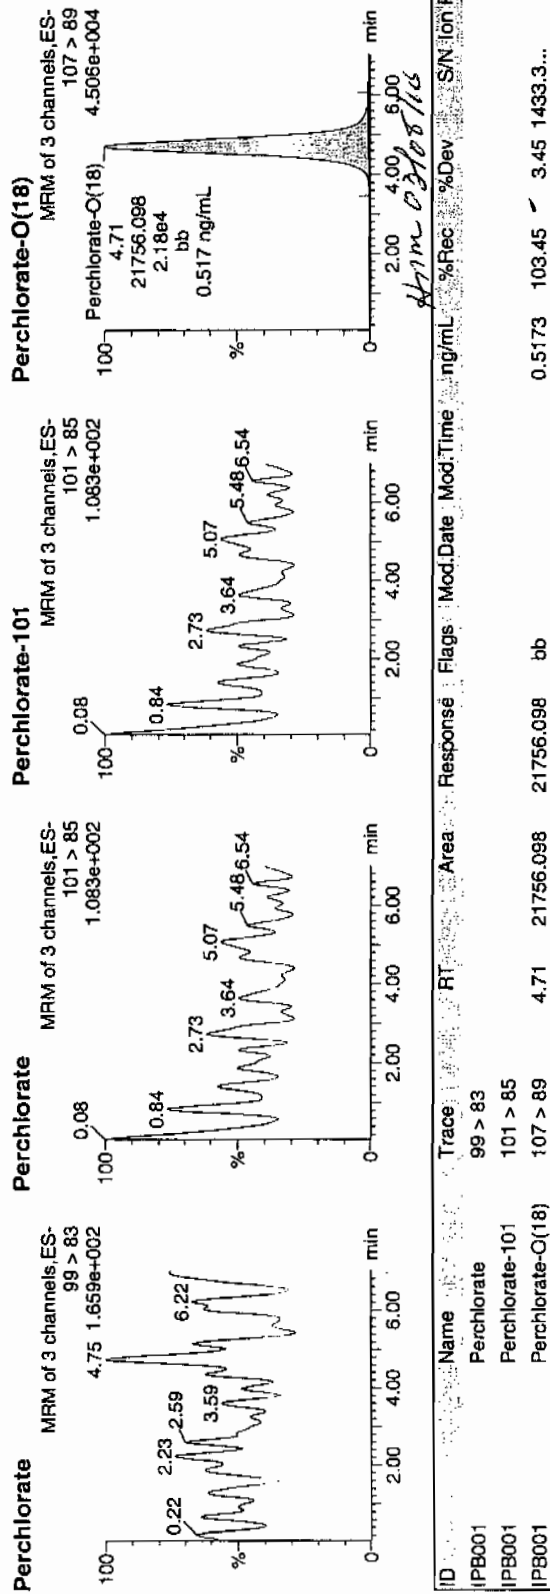 Perchlorate
MRM of 3 channels,ES-
99 > 83
4.75 1.659e+002
100
%
0
0.22
2.23
2.59
3.59
6.22
2.00 4.00 6.00 min
Perchlorate
MRM of 3 channels,ES-
101 > 85
1.083e+002
100
%
0
0.08
0.84
2.73
3.64
5.07
5.48 6.54
2.00 4.00 6.00 min
Perchlorate-101
MRM of 3 channels,ES-
101 > 85
1.083e+002
100
%
0
0.08
0.84
2.73
3.64
5.07
5.48 6.54
2.00 4.00 6.00 min
Perchlorate-O(18)
MRM of 3 channels,ES-
107 > 89
4.506e+004
100
%
0
Perchlorate-O(18)
4.71
21756.098
2.18e4
bb
0.517 ng/mL
2.00 4.00 6.00 min
ID Name Trace RT Area Response Flags Mod.Date Mod.Time ng/mL %Rec %Dev S/N Ion
IPB001 Perchlorate 99 > 83
IPB001 Perchlorate-101 101 > 85
IPB001 Perchlorate-O(18) 107 > 89 4.71 21756.098 21756.098 bb 0.5173 103.45 3.45 1433.3...